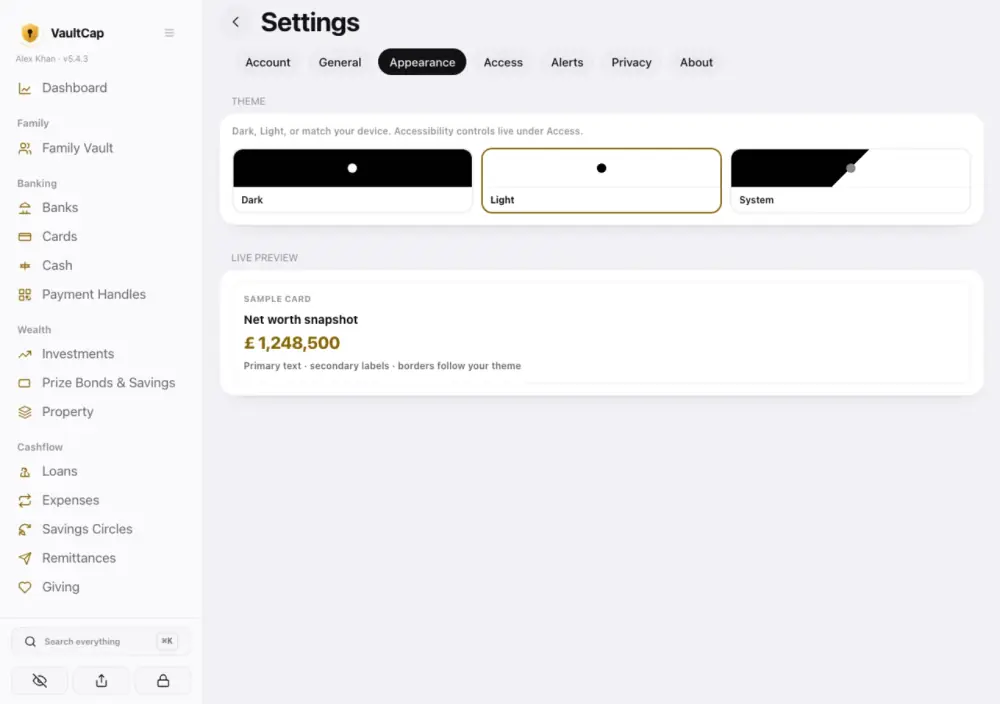 VaultCap
Alex Khan · v5.4.3
Dashboard
Family
Family Vault
Banking
Banks
Cards
Cash
Payment Handles
Wealth
Investments
Prize Bonds & Savings
Property
Cashflow
Loans
Expenses
Savings Circles
Remittances
Giving
Search everything ⌘K
Settings
Account General Appearance Access Alerts Privacy About
THEME
Dark, Light, or match your device. Accessibility controls live under Access.
Dark Light System
LIVE PREVIEW
SAMPLE CARD
Net worth snapshot
£ 1,248,500
Primary text · secondary labels · borders follow your theme